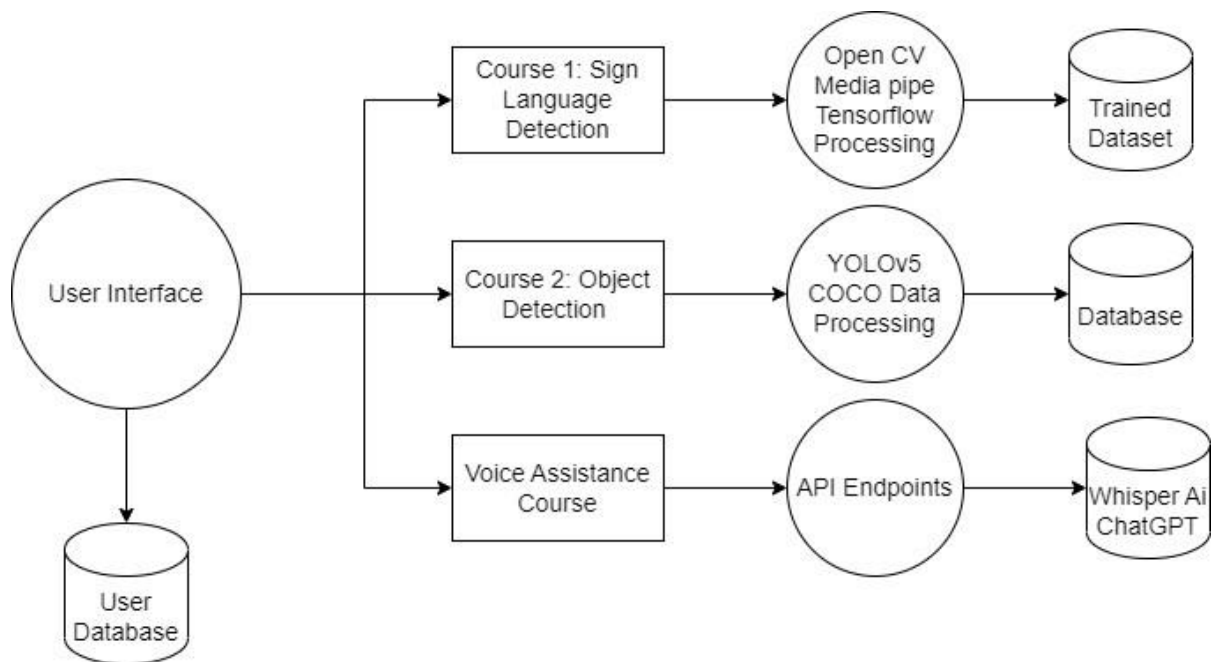 Course 1: Sign
Language
Detection
Open CV
Media pipe
Tensorflow
Processing
Trained
Dataset
User Interface
Course 2: Object
Detection
YOLOv5
COCO Data
Processing
Database
Voice Assistance
Course
API Endpoints
Whisper Ai
ChatGPT
User
Database